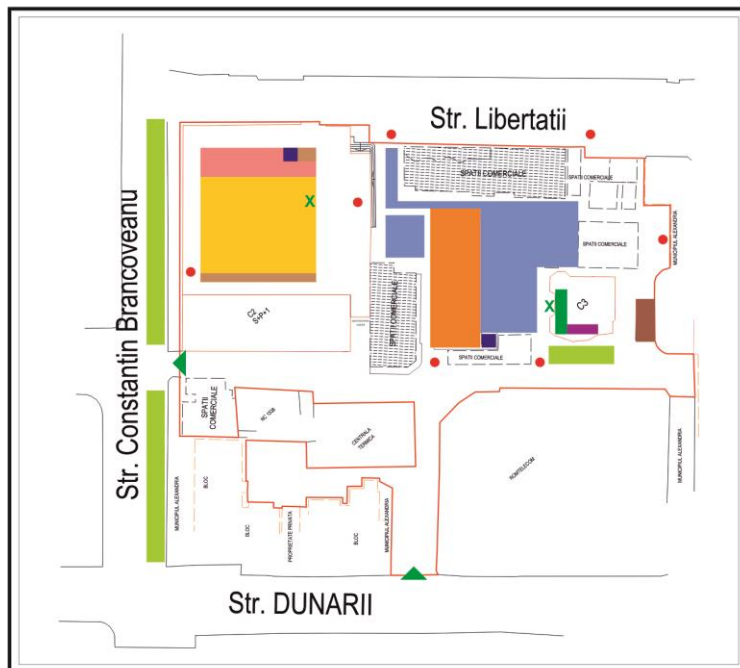 Str. Libertatii
SPATII COMERCIALE
SPATII COMERCIALE
MUNICIPIUL ALEXANDRIA
X
SPATII COMERCIALE
Str. Constantin Brancoveanu
C2
S+P+1
SPATII COMERCIALE
X
C3
SPATII COMERCIALE
SPATII
COMERCIALE
CENTRALA
TERMICA
ROMTELECOM
MUNICIPIUL ALEXANDRIA
MUNICIPIUL ALEXANDRIA
BLOC
BLOC
PROPRIETATE PRIVATA
BLOC
MUNICIPIUL ALEXANDRIA
Str. DUNARII